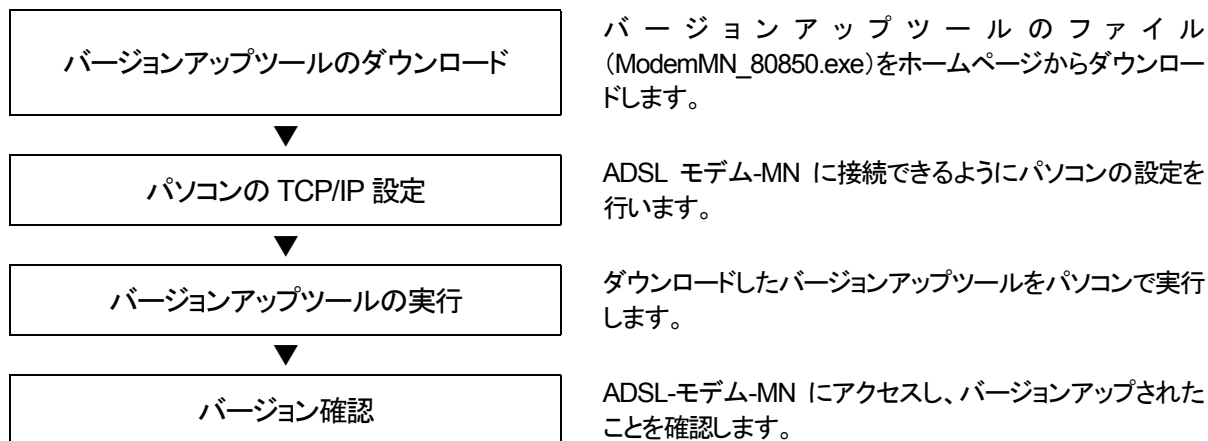 バージョンアップツールのダウンロード
バージョンアップツールのファイル
（ModemMN_80850.exe）をホームページからダウンロー
ドします。
▼
パソコンの TCP/IP 設定
ADSL モデム-MN に接続できるようにパソコンの設定を
行います。
▼
バージョンアップツールの実行
ダウンロードしたバージョンアップツールをパソコンで実行
します。
▼
バージョン確認
ADSL-モデム-MN にアクセスし、バージョンアップされた
ことを確認します。